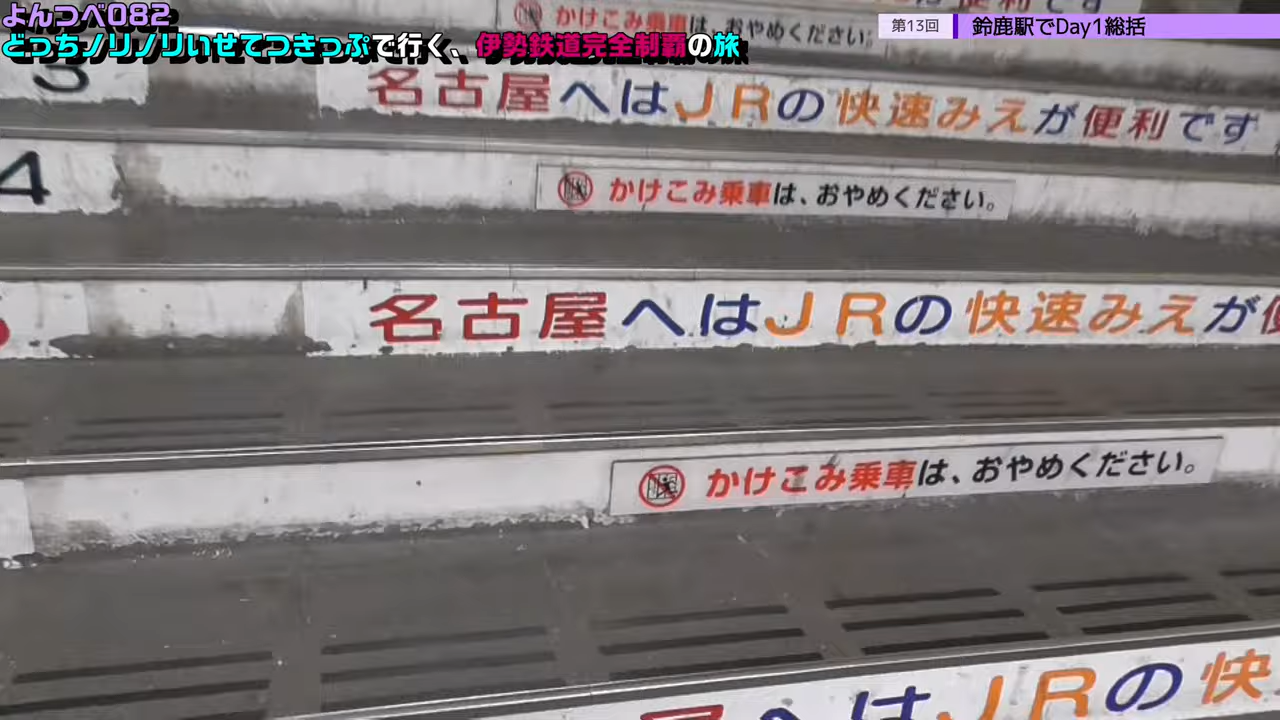 よんつべ082
どっちノリノリいせてつきっぷで行く、伊勢鉄道完全制覇の旅
第13回 鈴鹿駅でDay1総括
かけこみ乗車は、おやめください。
3 名古屋へはJRの快速みえが便利です
4 かけこみ乗車は、おやめください。
名古屋へはJRの快速みえが便
かけこみ乗車は、おやめください。
屋へはJRの快